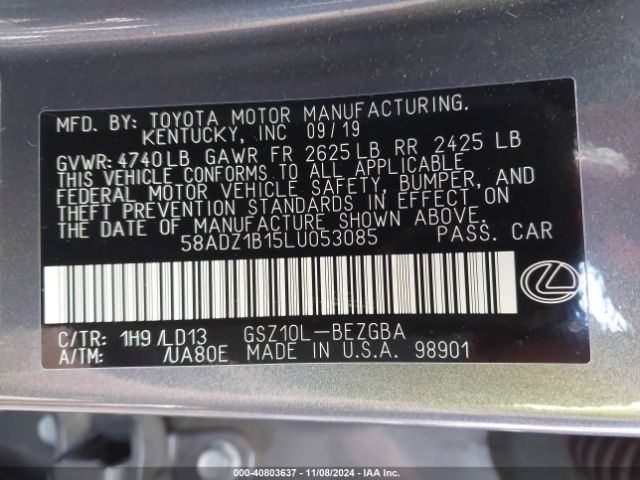 MFD. BY: TOYOTA MOTOR MANUFACTURING.
KENTUCKY, INC 09/19
GVWR: 4740LB GAWR FR 2625LB RR 2425 LB
THIS VEHICLE CONFORMS TO ALL APPLICABLE
FEDERAL MOTOR VEHICLE SAFETY, BUMPER, AND
THEFT PREVENTION STANDARDS IN EFFECT ON
THE DATE OF MANUFACTURE SHOWN ABOVE.
58ADZ1B15LU053085 PASS. CAR
C/TR: 1H9 /LD13 GSZ10L-BEZGBA
A/TM: /UA80E MADE IN U.S.A. 98901
000-40803637 - 11/08/2024 - IAA Inc.